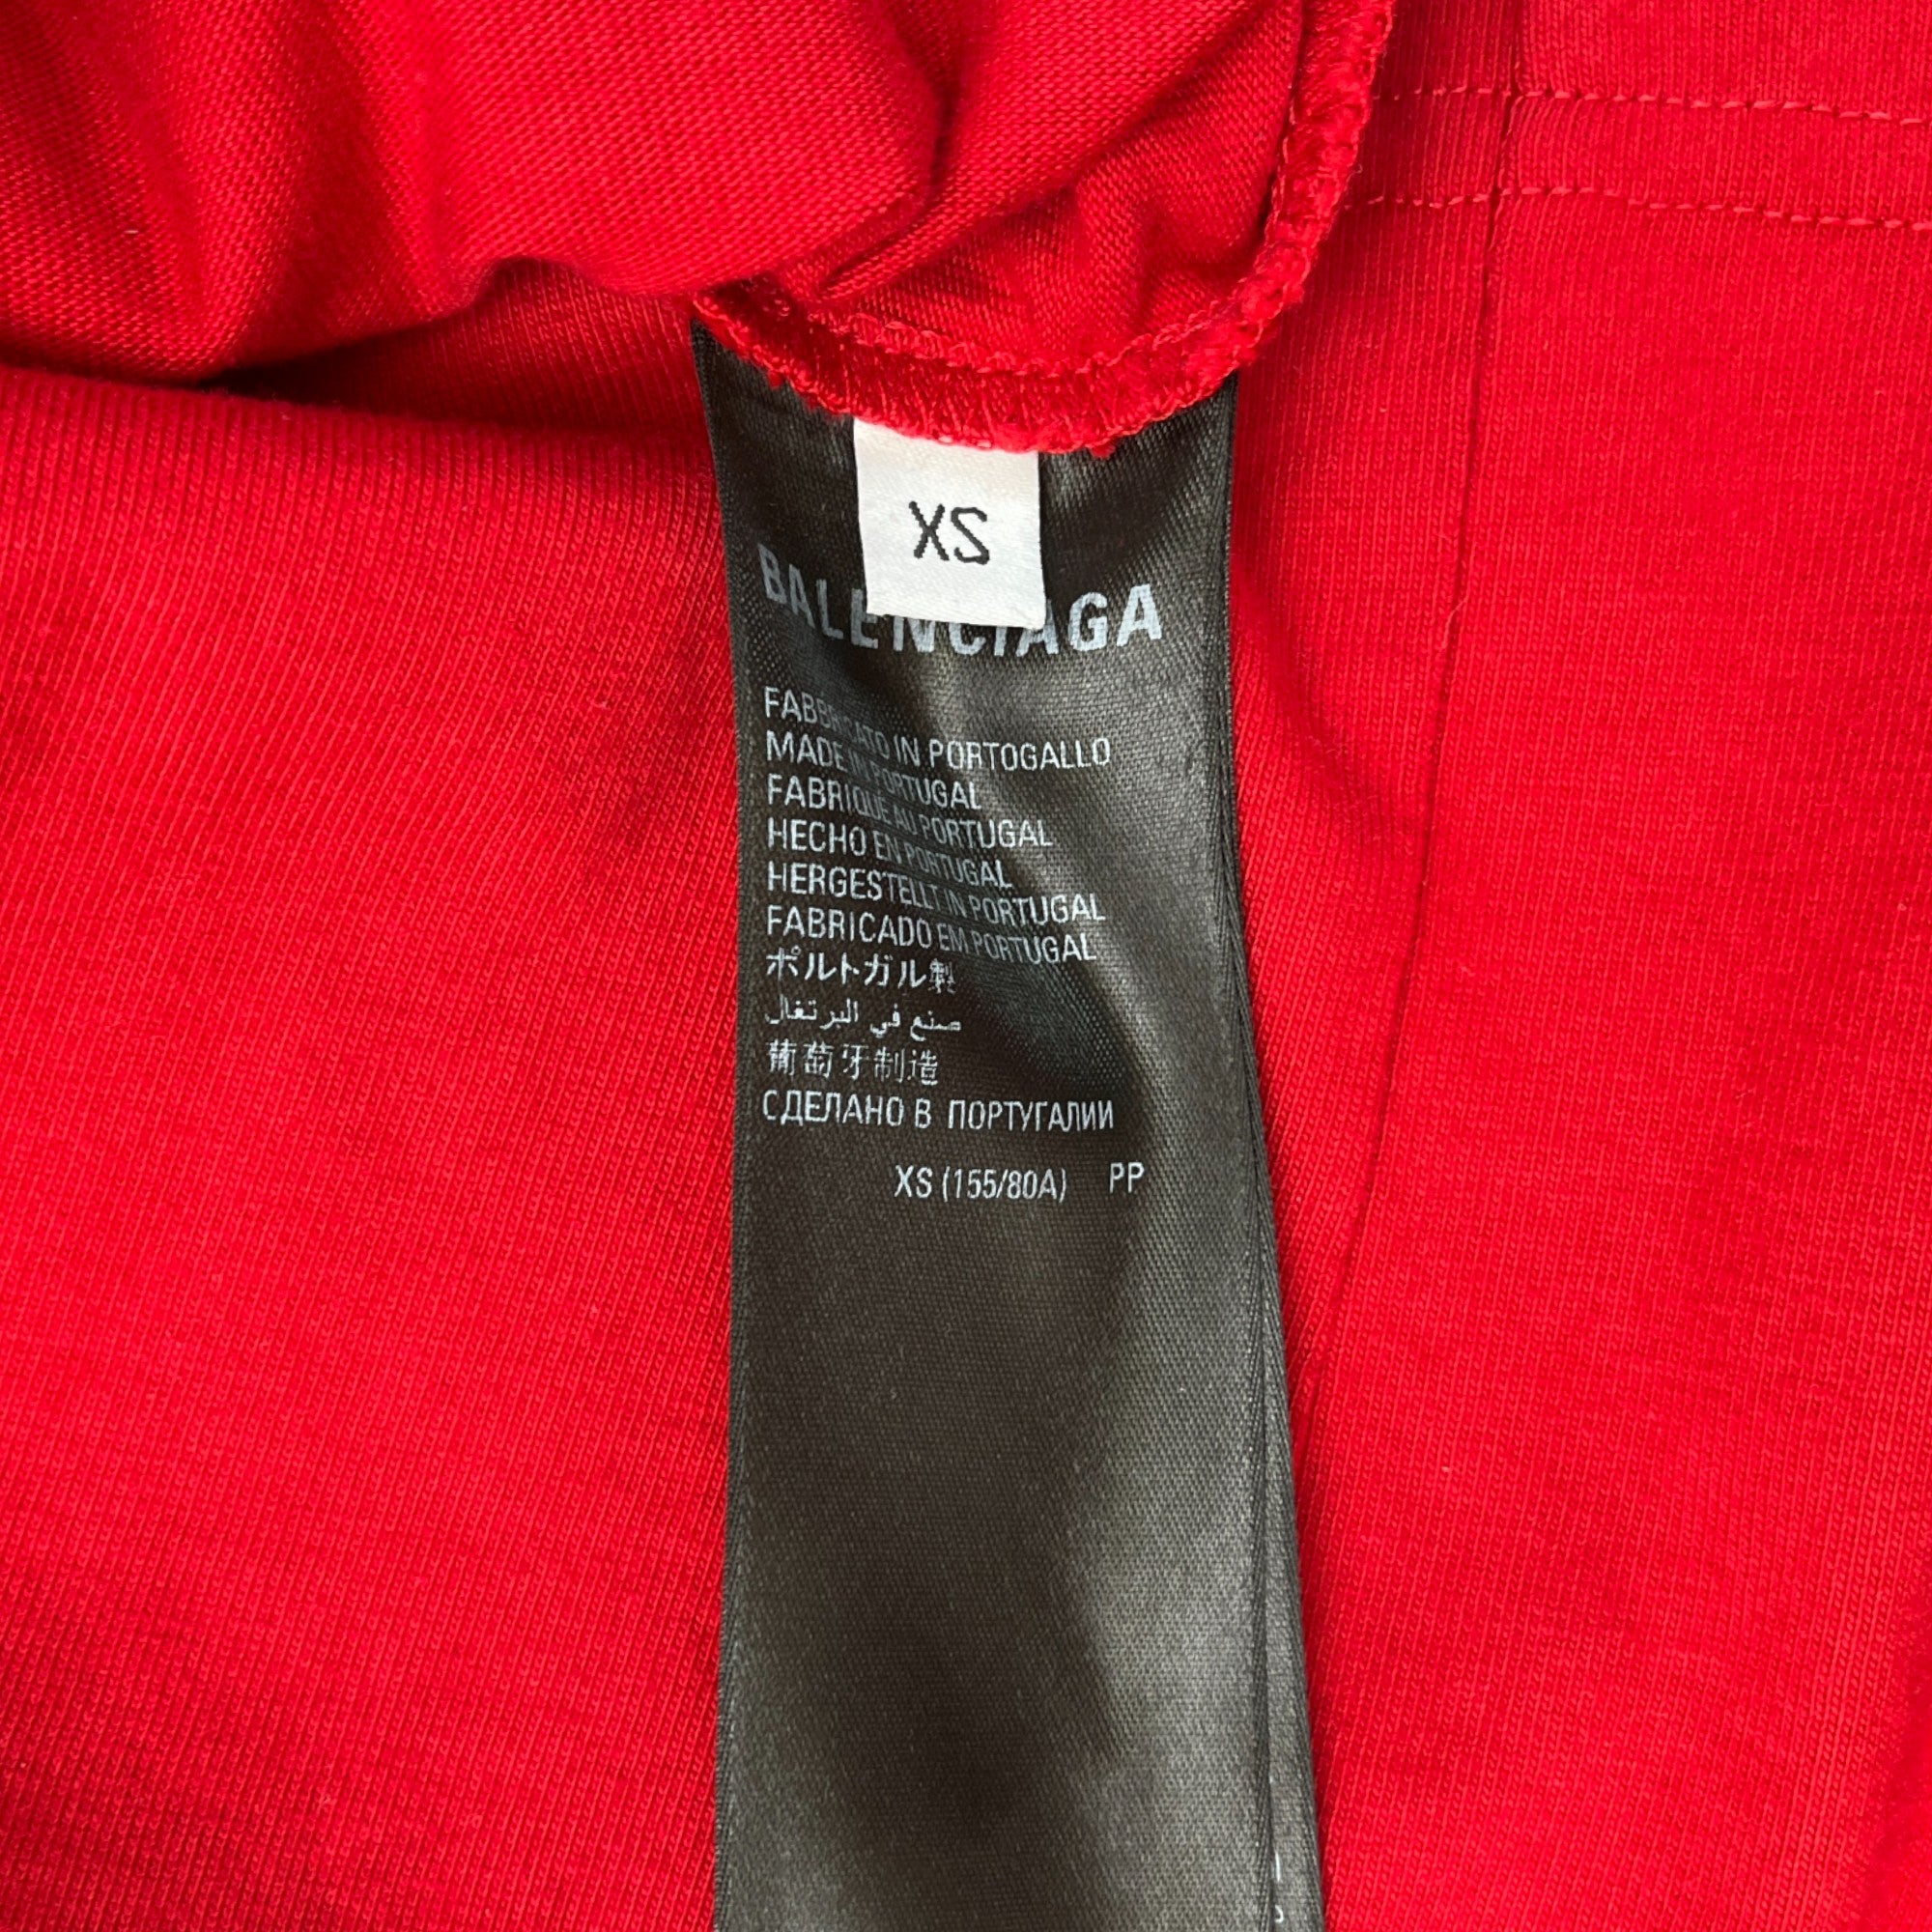 XS
BALENCIAGA
FABBRICATO IN PORTOGALLO
MADE IN PORTUGAL
FABRIQUE AU PORTUGAL
HECHO EN PORTUGAL
HERGESTELLT IN PORTUGAL
FABRICADO EM PORTUGAL
ポルトガル製
صنع في البرتغال
葡萄牙制造
СДЕЛАНО В ПОРТУГАЛИИ
XS (155/80A) PP